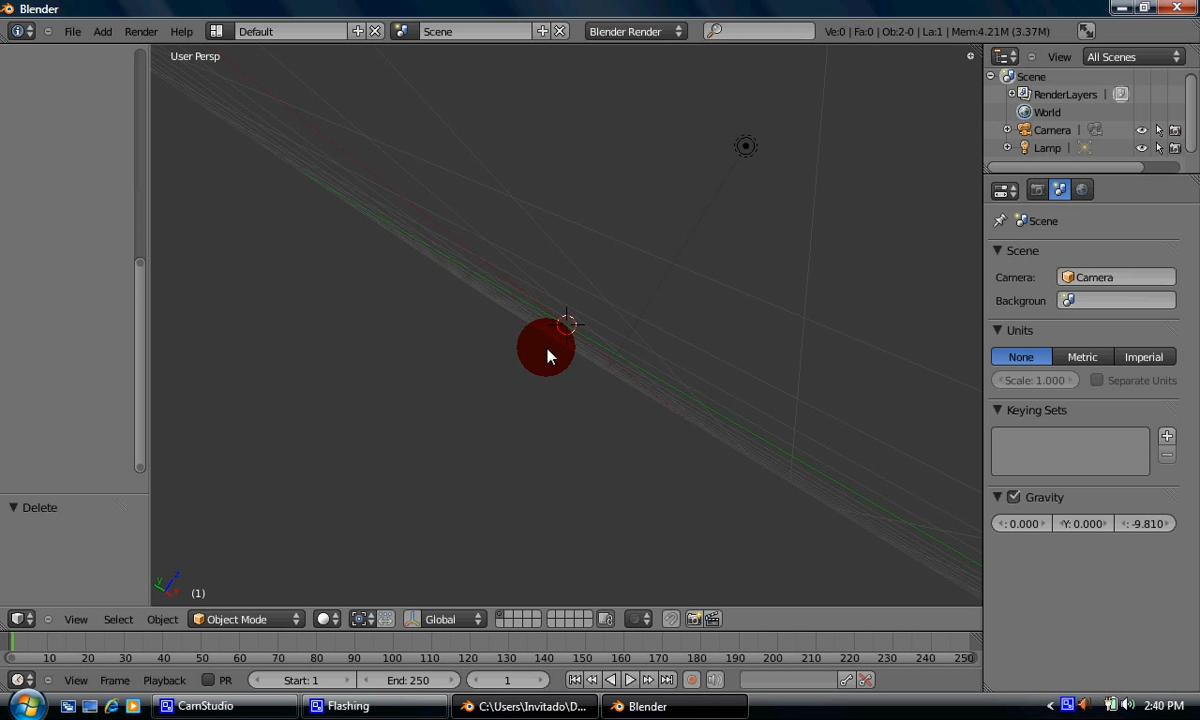 Blender
File Add Render Help Default Scene Blender Render Ve:0 | Fa:0 | Ob:2-0 | La:1 | Mem:4.21M (3.37M)
User Persp
View All Scenes
Scene
RenderLayers
World
Camera
Lamp
Scene
Scene
Camera: Camera
Backgroun
Units
None Metric Imperial
Scale: 1.000 Separate Units
Keying Sets
Gravity
: 0.000 Y: 0.000 : -9.810
Delete
y z x
(1)
View Select Object Object Mode Global
10 20 30 40 50 60 70 80 90 100 110 120 130 140 150 160 170 180 190 200 210 220 230 240 250
View Frame Playback PR Start: 1 End: 250 1
CamStudio Flashing C:\Users\Invitado\D... Blender 2:40 PM